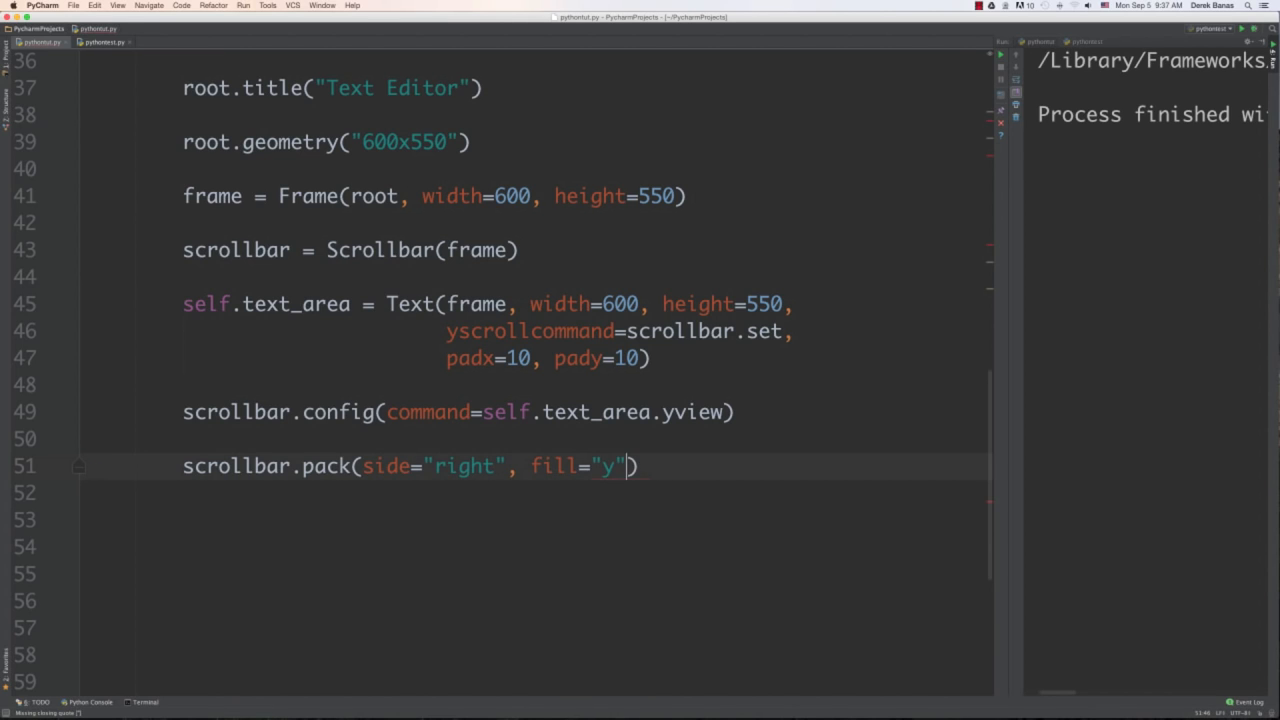 PyCharm File Edit View Navigate Code Refactor Run Tools VCS Window Help 10 Mon Sep 5 9:37 AM Derek Banas
pythontut.py - PycharmProjects - [~/PycharmProjects]
PycharmProjects pythontut.py pythontest
pythontut.py pythontest.py Run: pythontut pythontest
36 /Library/Frameworks
37 root.title("Text Editor")
38 Process finished wi
39 root.geometry("600x550")
40
41 frame = Frame(root, width=600, height=550)
42
43 scrollbar = Scrollbar(frame)
44
45 self.text_area = Text(frame, width=600, height=550,
46 yscrollcommand=scrollbar.set,
47 padx=10, pady=10)
48
49 scrollbar.config(command=self.text_area.yview)
50
51 scrollbar.pack(side="right", fill="y")
52
53
54
55
56
57
58
59
1: Project
7: Structure
2: Favorites
4: Run
6: TODO Python Console Terminal Event Log
Missing closing quote ["] 51:46 UTF-8